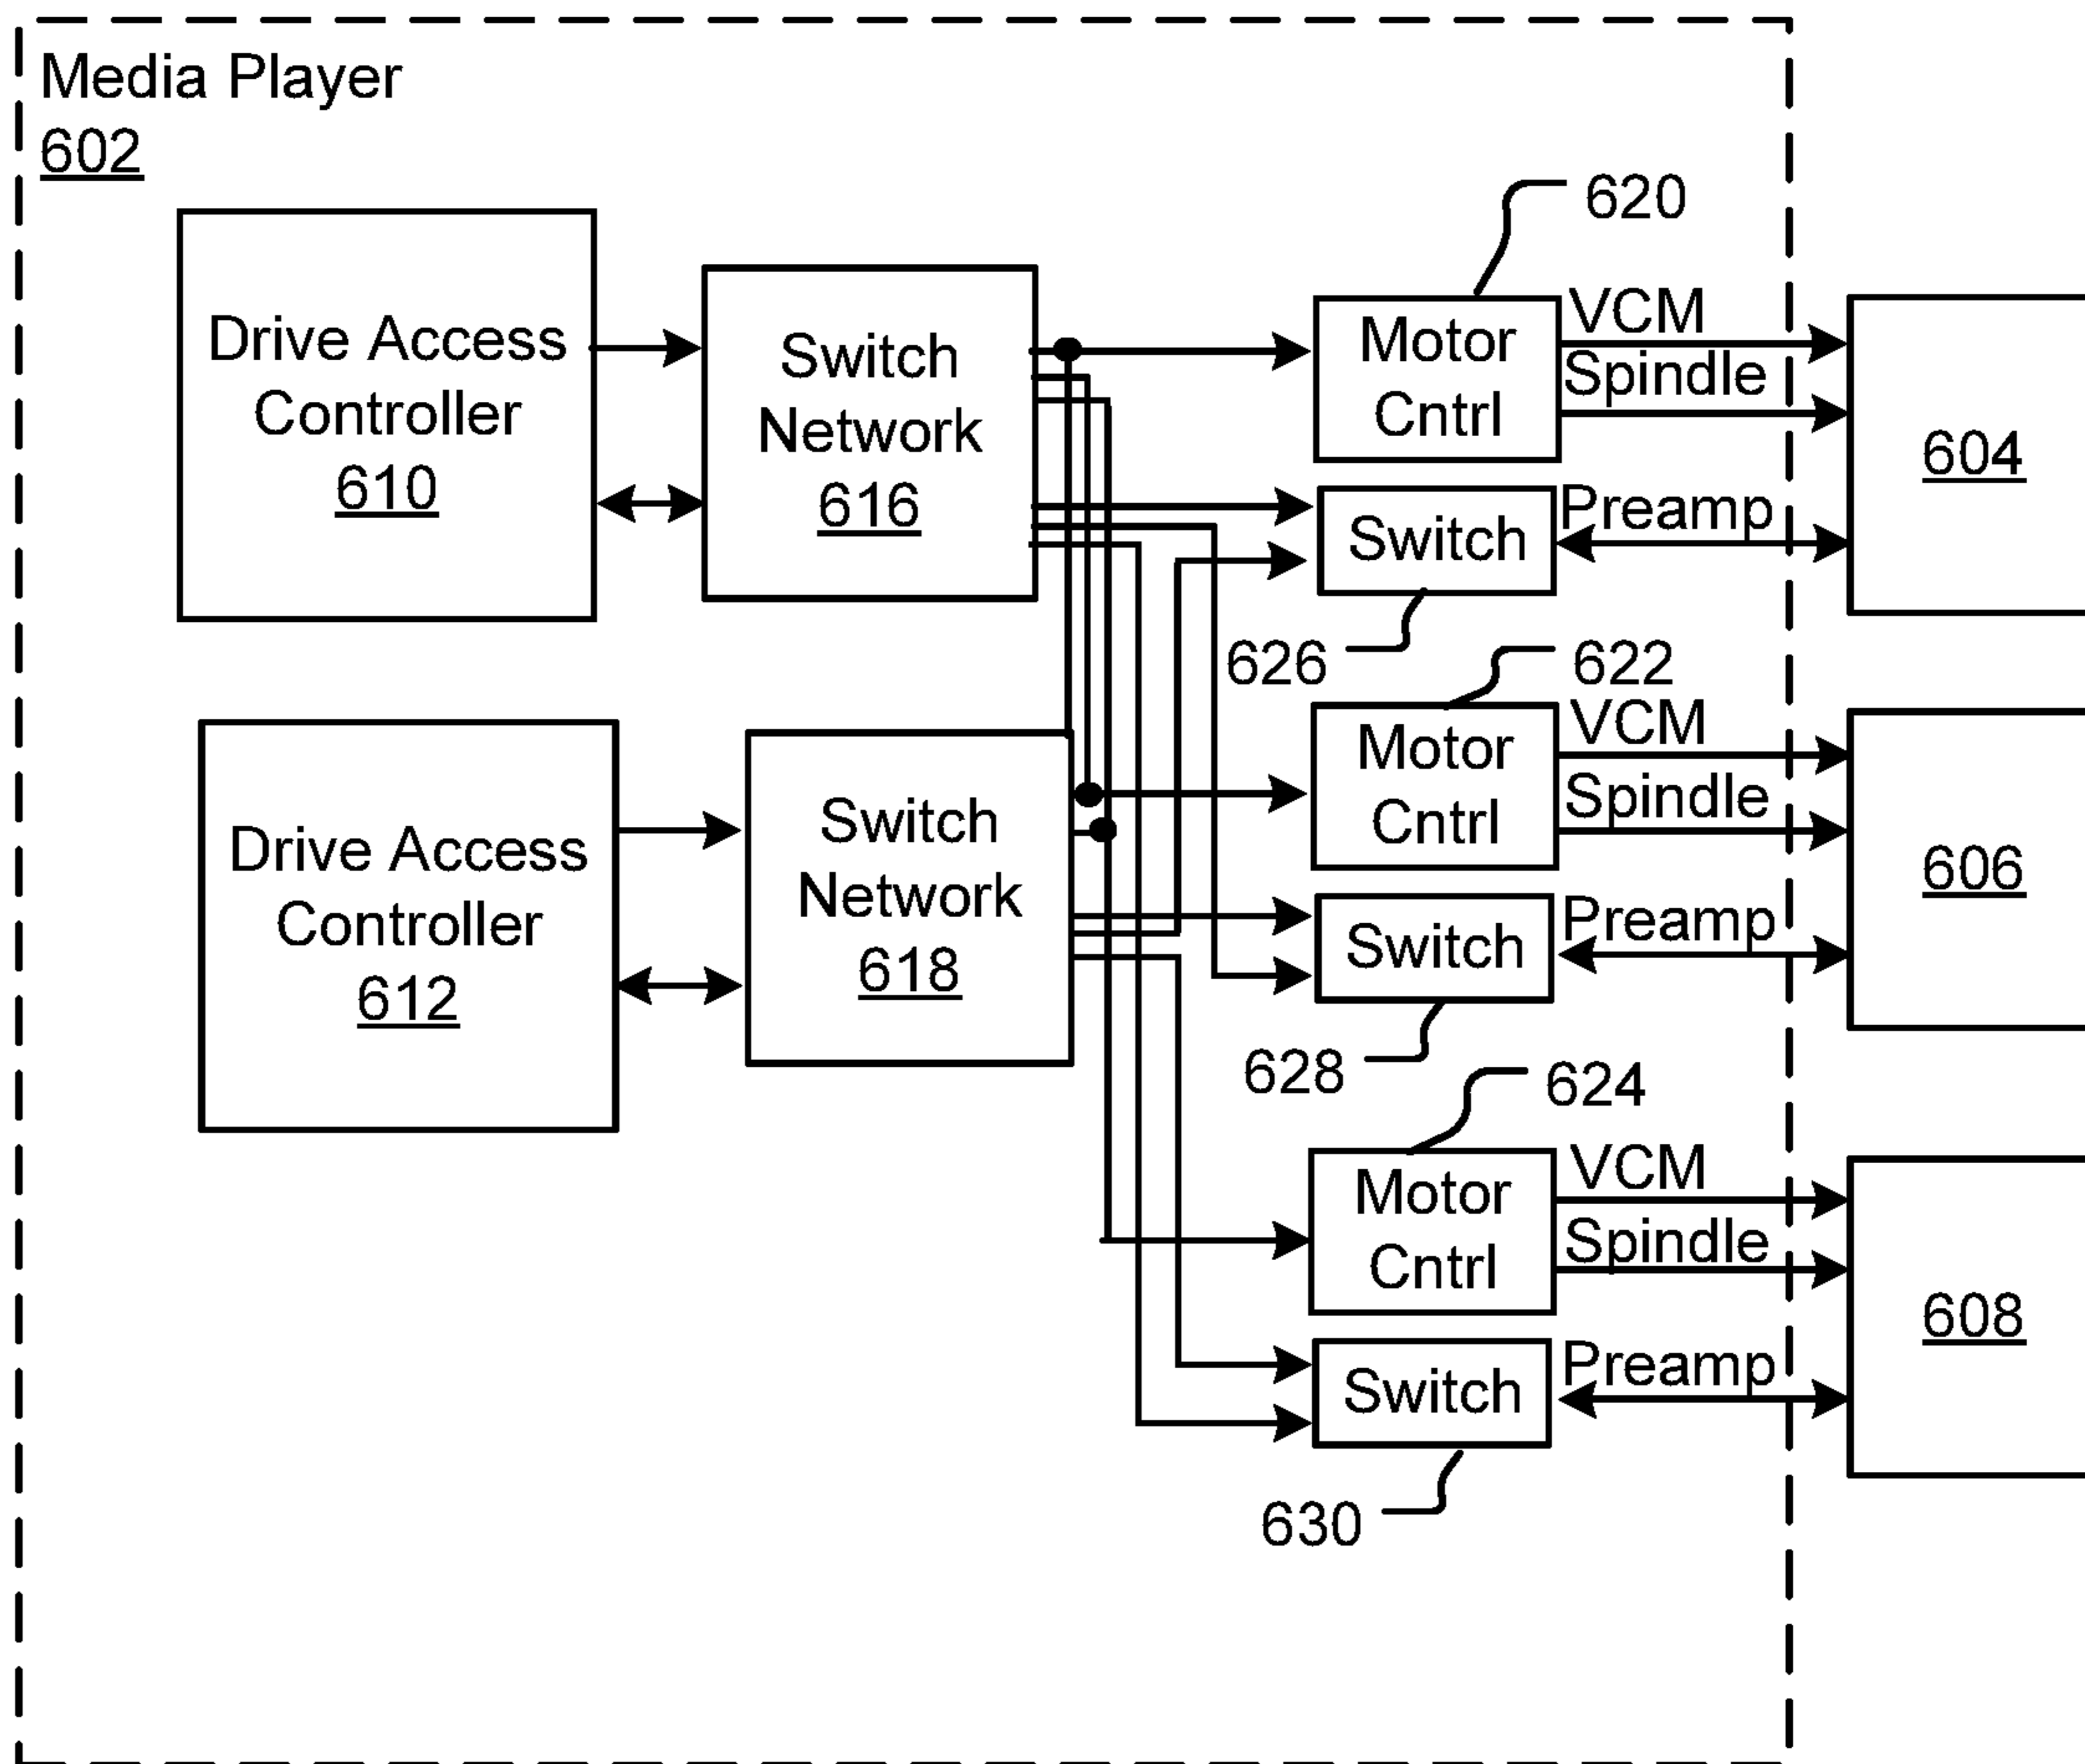 Media Player
602
Drive Access
Controller
610
Switch
Network
616
620
Motor
Cntrl
VCM
Spindle
604
Switch
Preamp
626
622
Drive Access
Controller
612
Switch
Network
618
Motor
Cntrl
VCM
Spindle
606
Switch
Preamp
628
624
Motor
Cntrl
VCM
Spindle
608
Switch
Preamp
630